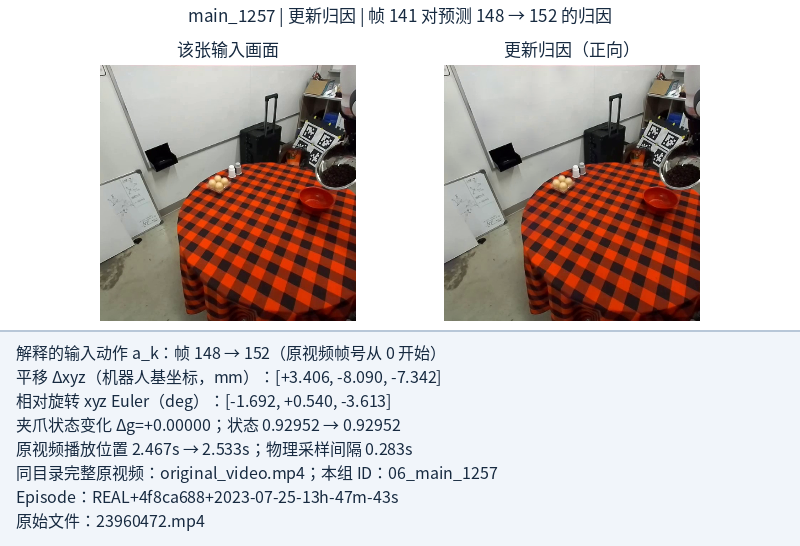 main_1257 | 更新归因 | 帧 141 对预测 148 → 152 的归因
该张输入画面
更新归因（正向）
解释的输入动作 a_k：帧 148 → 152（原视频帧号从 0 开始）
平移 Δxyz（机器人基坐标，mm）：[+3.406, -8.090, -7.342]
相对旋转 xyz Euler（deg）：[-1.692, +0.540, -3.613]
夹爪状态变化 Δg=+0.00000；状态 0.92952 → 0.92952
原视频播放位置 2.467s → 2.533s；物理采样间隔 0.283s
同目录完整原视频：original_video.mp4；本组 ID：06_main_1257
Episode：REAL+4f8ca688+2023-07-25-13h-47m-43s
原始文件：23960472.mp4